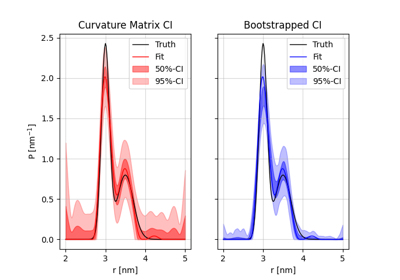 Curvature Matrix CI
Bootstrapped CI
2.5
2.0
1.5
1.0
0.5
0.0
P [nm⁻¹]
Truth
Fit
50%-CI
95%-CI
Truth
Fit
50%-CI
95%-CI
2 3 4 5
2 3 4 5
r [nm]
r [nm]